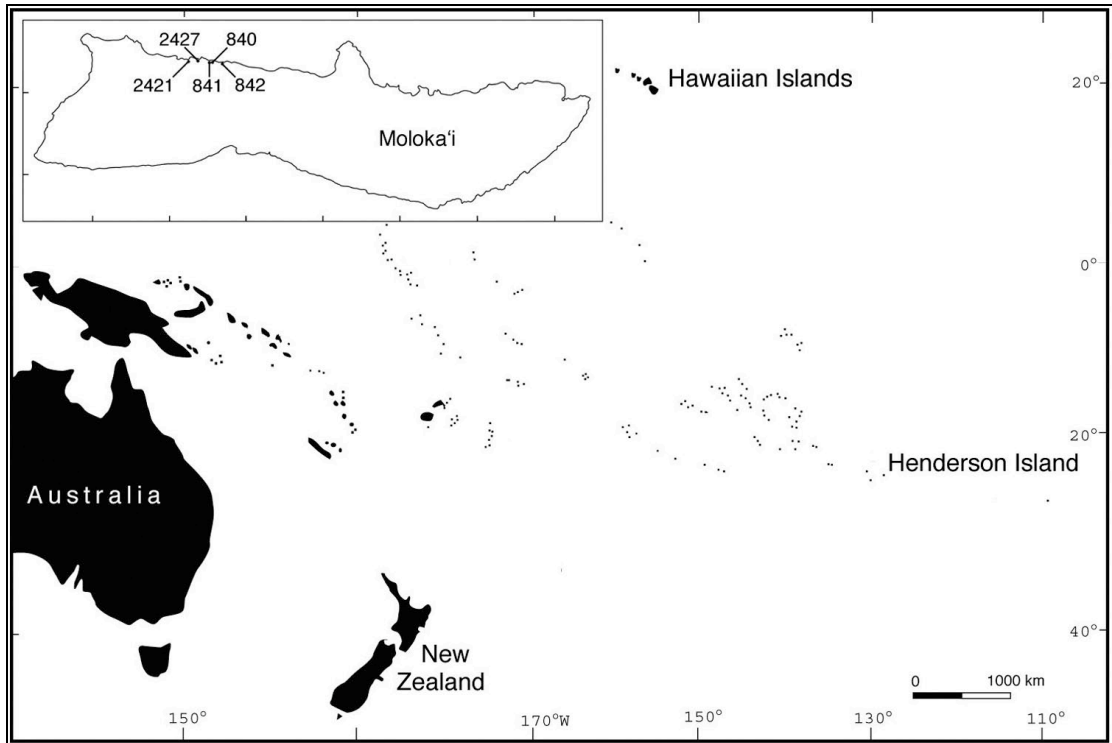 2427 840
2421 841 842
Molokaʻi
Hawaiian Islands
20°
0°
20°
Henderson Island
Australia
40°
New
Zealand
0 1000 km
150° 170°W 150° 130° 110°